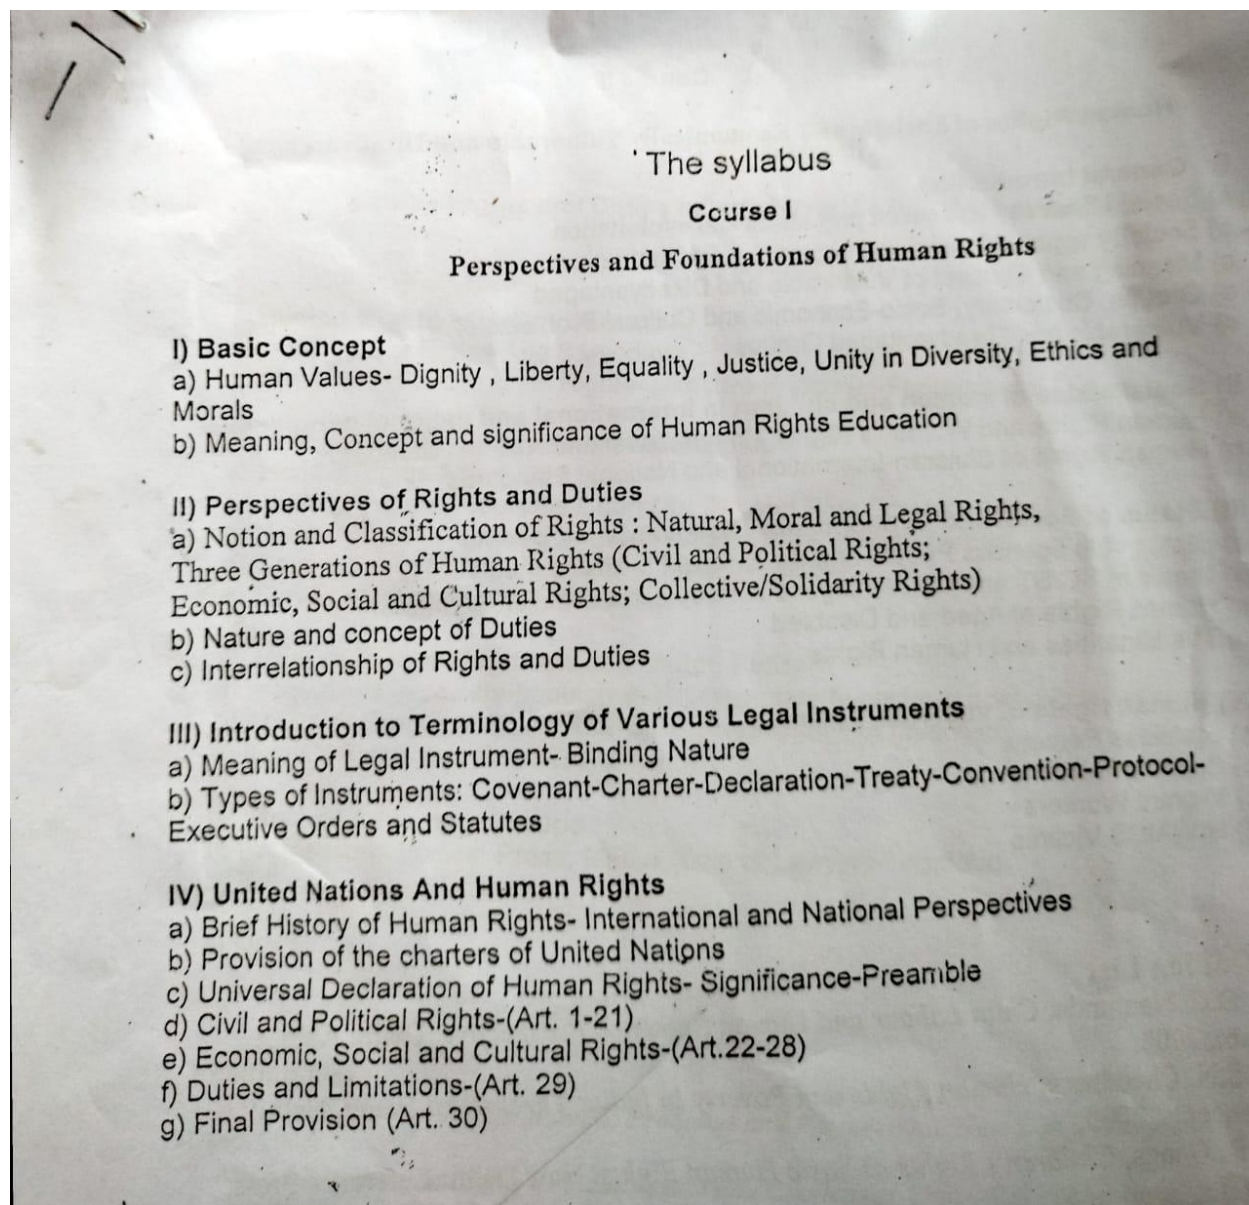 The syllabus
Course I
Perspectives and Foundations of Human Rights
I) Basic Concept
a) Human Values- Dignity , Liberty, Equality , Justice, Unity in Diversity, Ethics and
Morals
b) Meaning, Concept and significance of Human Rights Education
II) Perspectives of Rights and Duties
a) Notion and Classification of Rights : Natural, Moral and Legal Rights,
Three Generations of Human Rights (Civil and Political Rights;
Economic, Social and Cultural Rights; Collective/Solidarity Rights)
b) Nature and concept of Duties
c) Interrelationship of Rights and Duties
III) Introduction to Terminology of Various Legal Instruments
a) Meaning of Legal Instrument- Binding Nature
b) Types of Instruments: Covenant-Charter-Declaration-Treaty-Convention-Protocol-
Executive Orders and Statutes
IV) United Nations And Human Rights
a) Brief History of Human Rights- International and National Perspectives
b) Provision of the charters of United Nations
c) Universal Declaration of Human Rights- Significance-Preamble
d) Civil and Political Rights-(Art. 1-21)
e) Economic, Social and Cultural Rights-(Art.22-28)
f) Duties and Limitations-(Art. 29)
g) Final Provision (Art. 30)